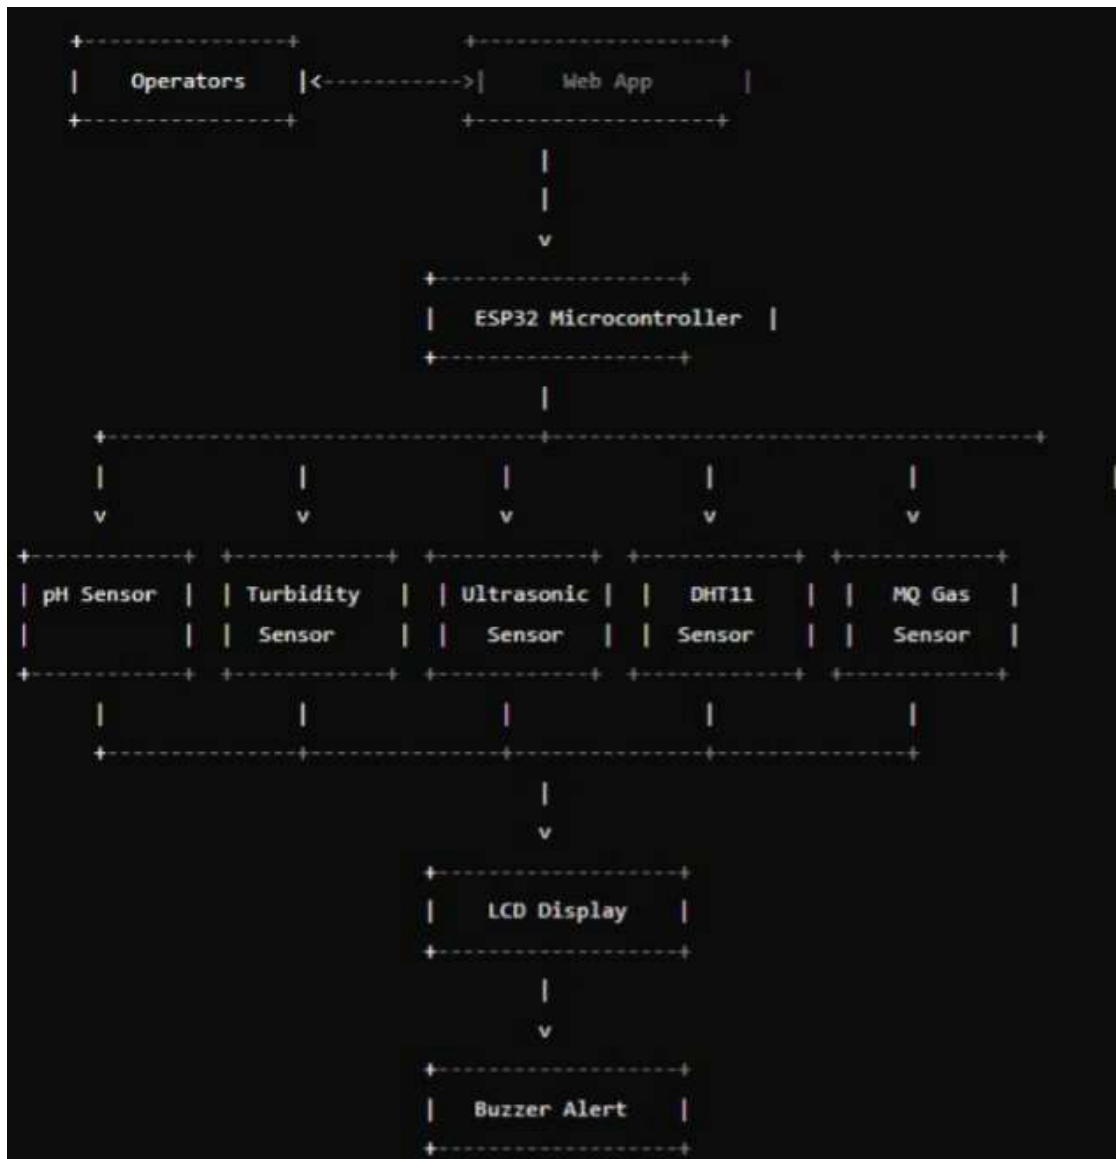 Operators Web App
ESP32 Microcontroller
pH Sensor Turbidity Ultrasonic DHT11 MQ Gas
Sensor Sensor Sensor Sensor
LCD Display
Buzzer Alert